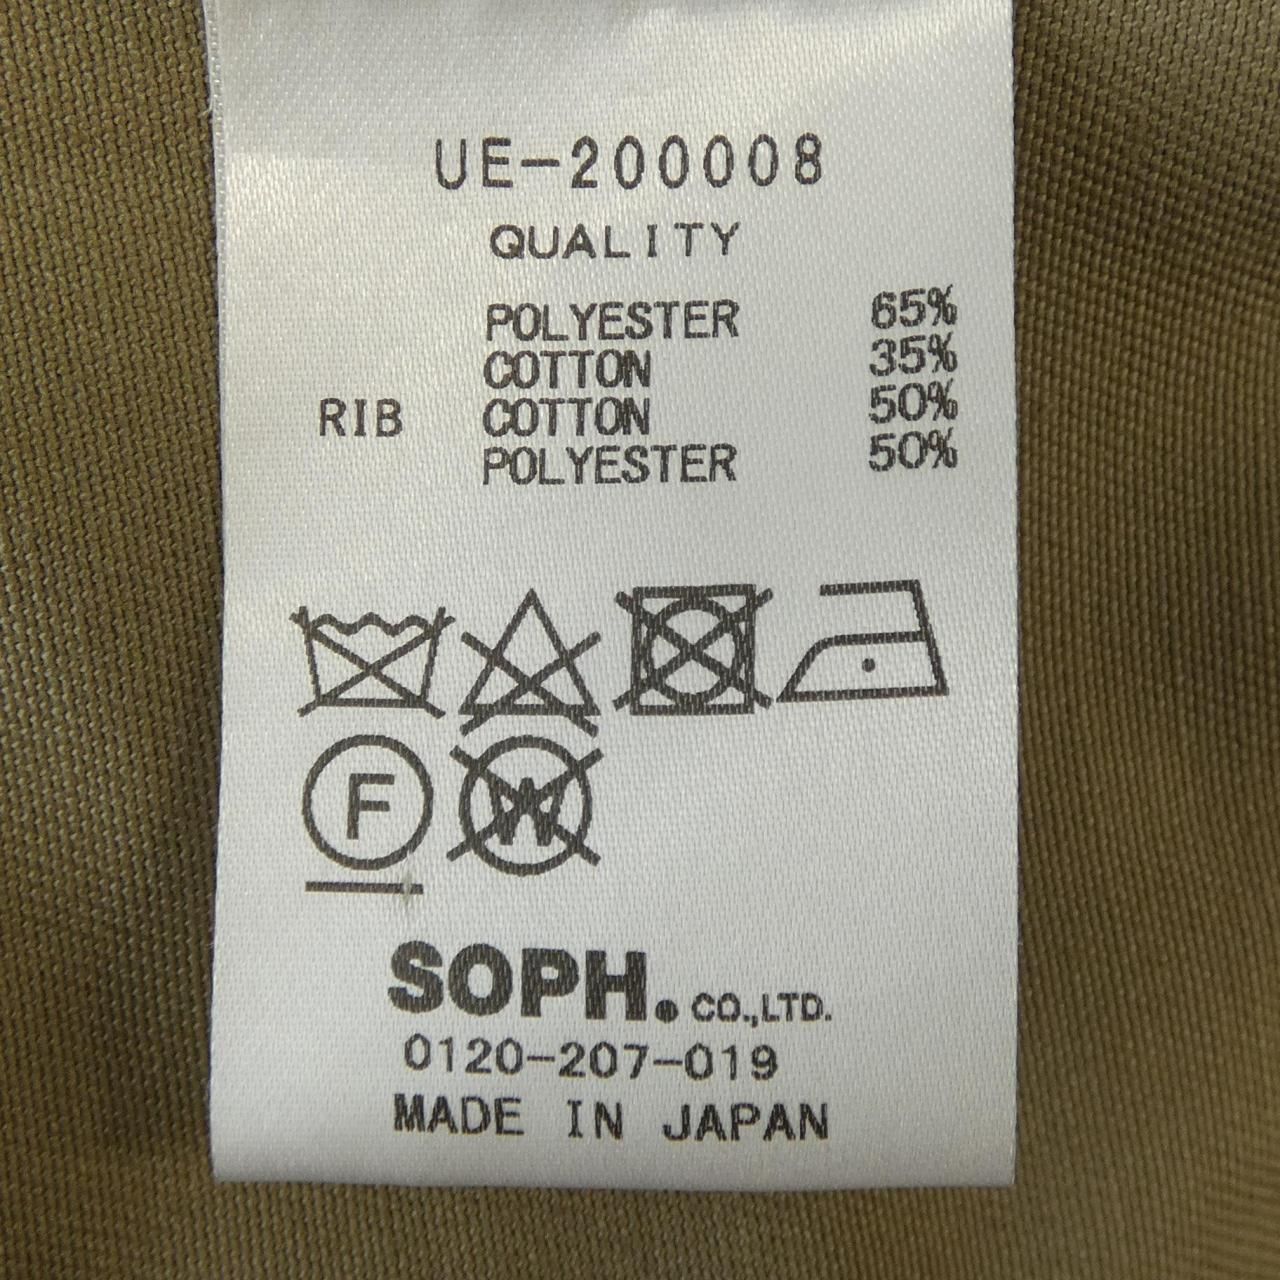 UE-200008
QUALITY
POLYESTER 65%
COTTON 35%
RIB COTTON 50%
POLYESTER 50%
F W
SOPH. CO.,LTD.
0120-207-019
MADE IN JAPAN